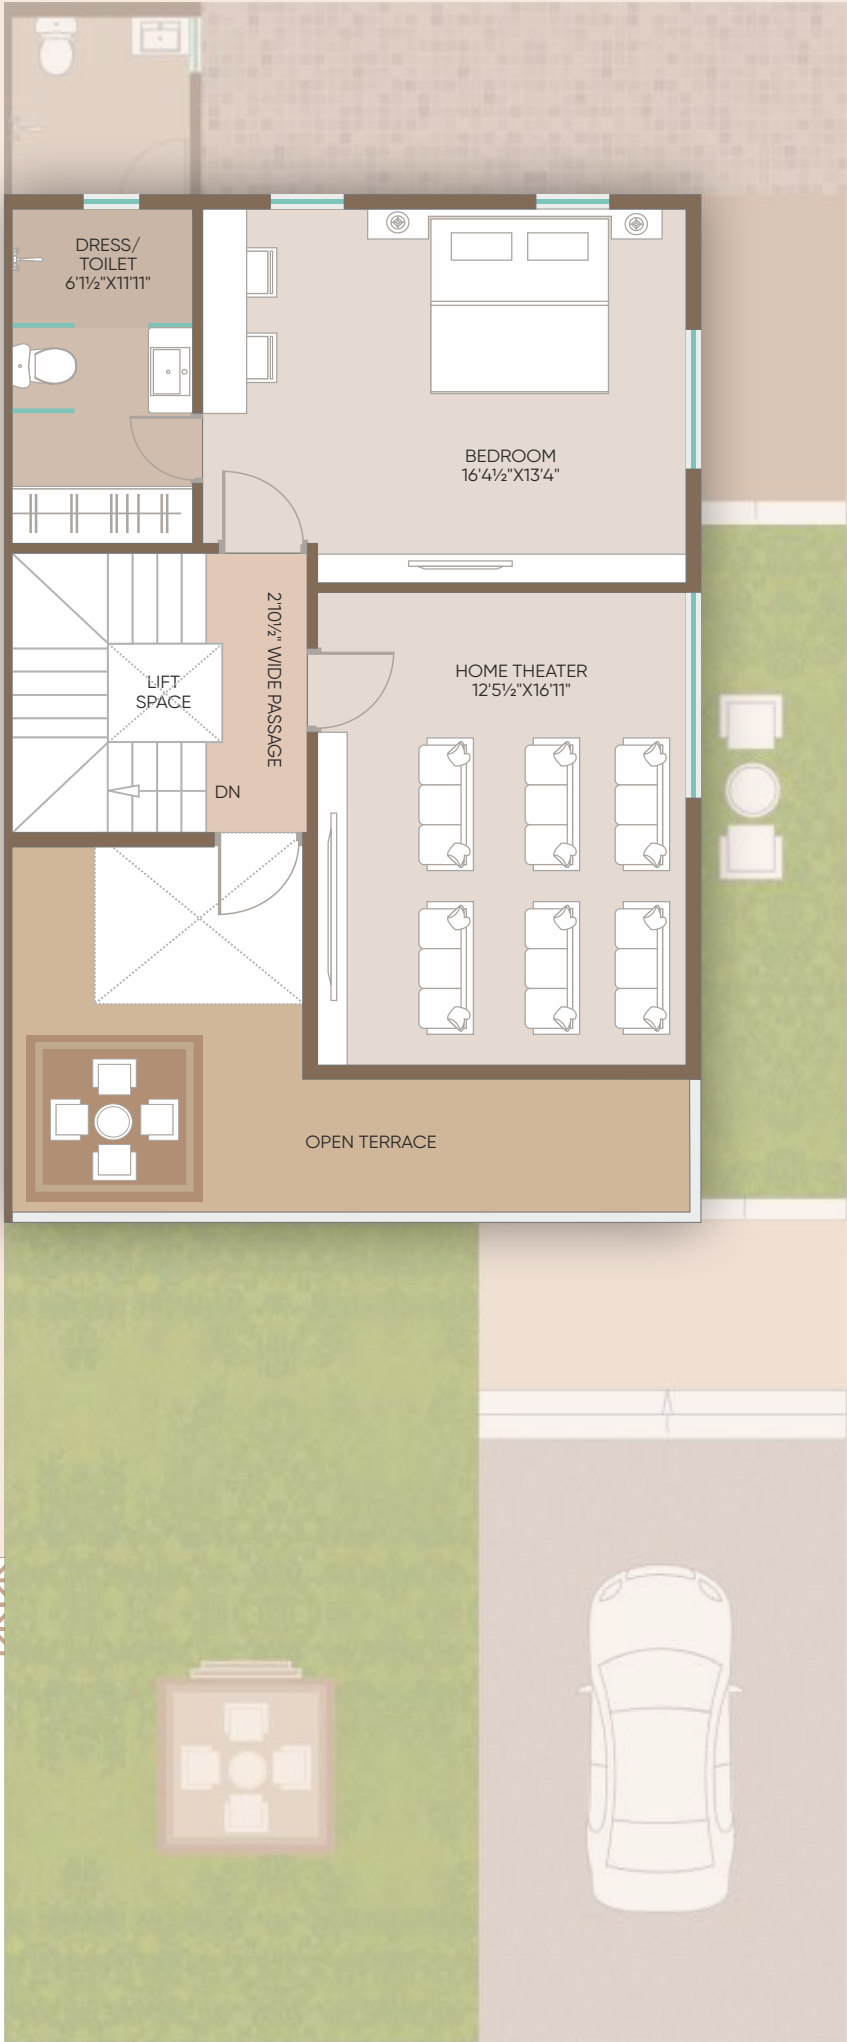 DRESS/
TOILET
6'1½"X11'11"
BEDROOM
16'4½"X13'4"
2'10½" WIDE PASSAGE
LIFT
SPACE
HOME THEATER
12'5½"X16'11"
DN
OPEN TERRACE